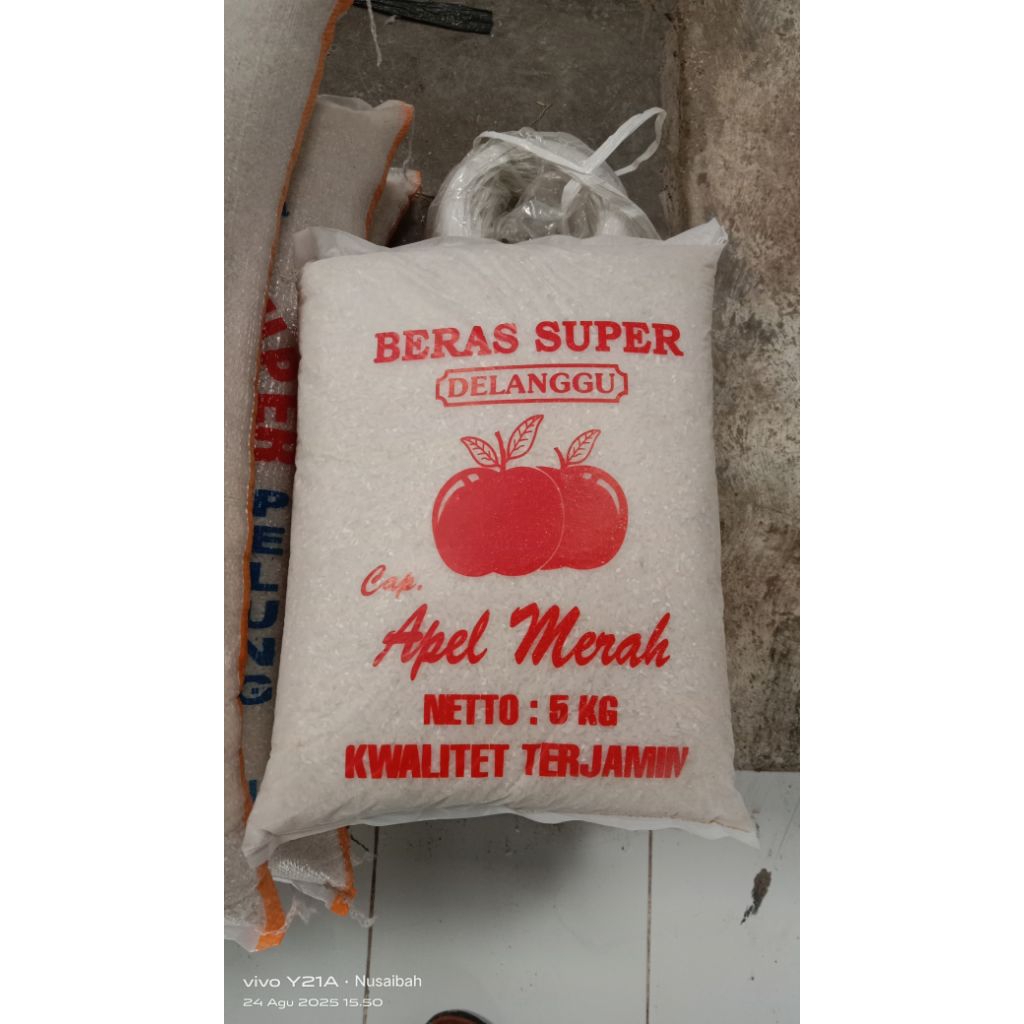 BERAS SUPER
DELANGGU
Cap.
Apel Merah
NETTO : 5 KG
KWALITET TERJAMIN
vivo Y21A · Nusaibah
24 Agu 2025 15.50